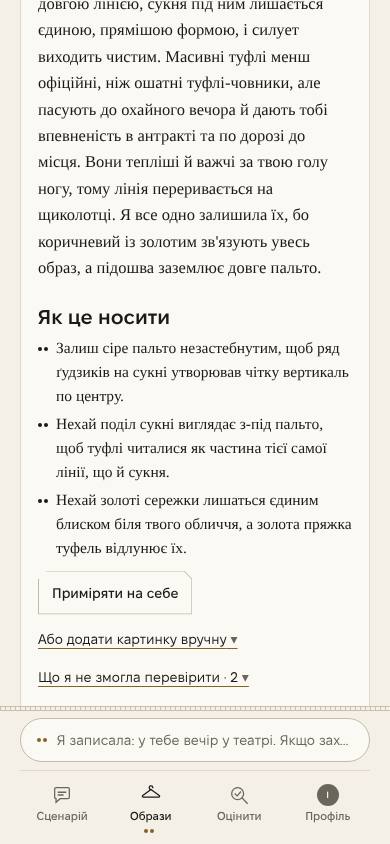 довгою лінією, сукня під ним лишається
єдиною, прямішою формою, і силует
виходить чистим. Масивні туфлі менш
офіційні, ніж ошатні туфлі-човники, але
пасують до охайного вечора й дають тобі
впевненість в антракті та по дорозі до
місця. Вони тепліші й важчі за твою голу
ногу, тому лінія переривається на
щиколотці. Я все одно залишила їх, бо
коричневий із золотим зв'язують увесь
образ, а підошва заземлює довге пальто.
Як це носити
Залиш сіре пальто незастебнутим, щоб ряд
ґудзиків на сукні утворював чітку вертикаль
по центру.
Нехай поділ сукні виглядає з-під пальто,
щоб туфлі читалися як частина тієї самої
лінії, що й сукня.
Нехай золоті сережки лишаться єдиним
блиском біля твого обличчя, а золота пряжка
туфель відлунює їх.
Приміряти на себе
Або додати картинку вручну ▾
Що я не змогла перевірити · 2 ▾
Я записала: у тебе вечір у театрі. Якщо зах…
Сценарій
Образи
Оцінити
І
Профіль